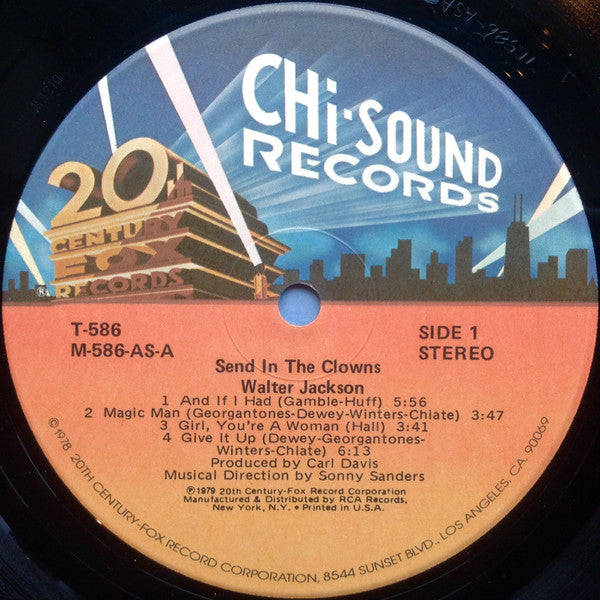 CHi-SOUND
RECORDS
20th
CENTURY
FOX
RECORDS
®
T-586
M-586-AS-A
SIDE 1
STEREO
Send In The Clowns
Walter Jackson
1 And If I Had (Gamble-Huff) 5:56
2 Magic Man (Georgantones-Dewey-Winters-Chiate) 3:47
3 Girl, You're A Woman (Hall) 3:41
4 Give It Up (Dewey-Georgantones-
Winters-Chiate) 6:13
Produced by Carl Davis
Musical Direction by Sonny Sanders
℗1979 20th Century-Fox Record Corporation
Manufactured & Distributed by RCA Records,
New York, N.Y. • Printed in U.S.A.
©1978 20TH CENTURY-FOX RECORD CORPORATION, 8544 SUNSET BLVD., LOS ANGELES, CA. 90069